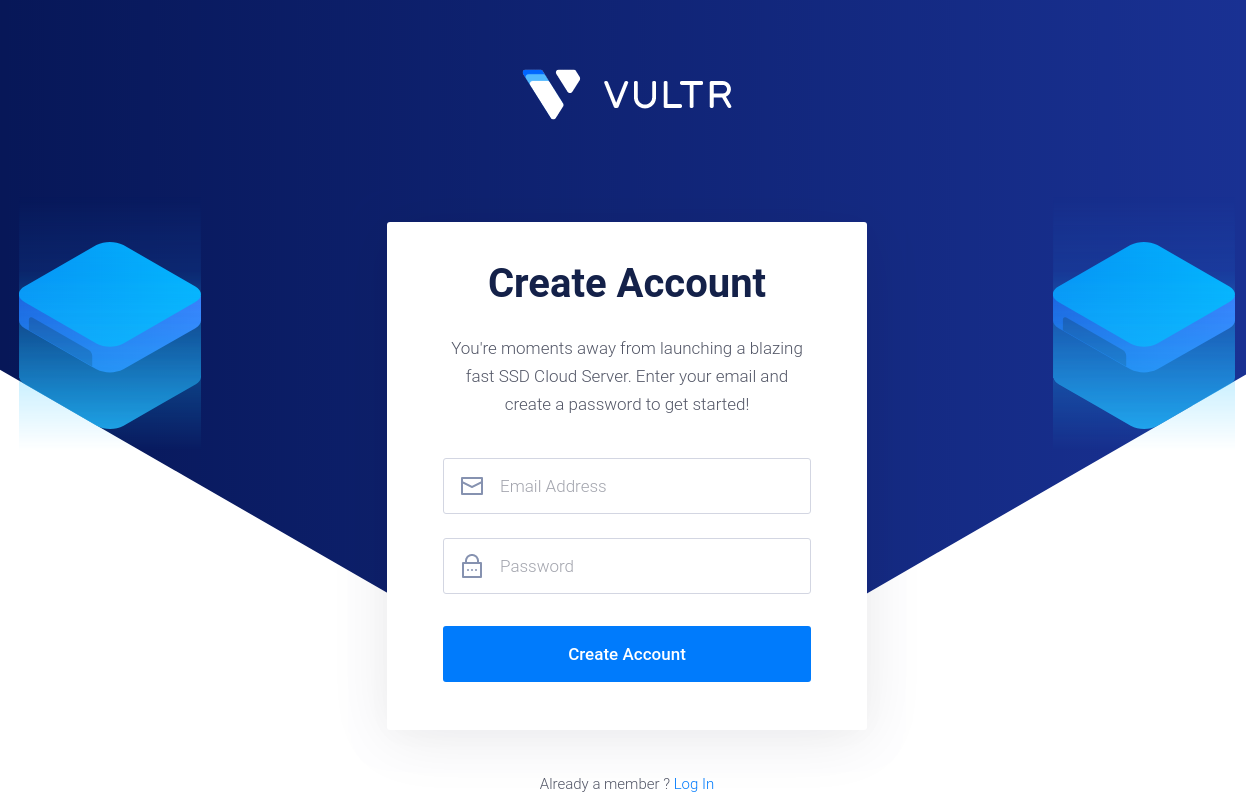 VULTR
Create Account
You're moments away from launching a blazing
fast SSD Cloud Server. Enter your email and
create a password to get started!
Email Address
Password
Create Account
Already a member ? Log In